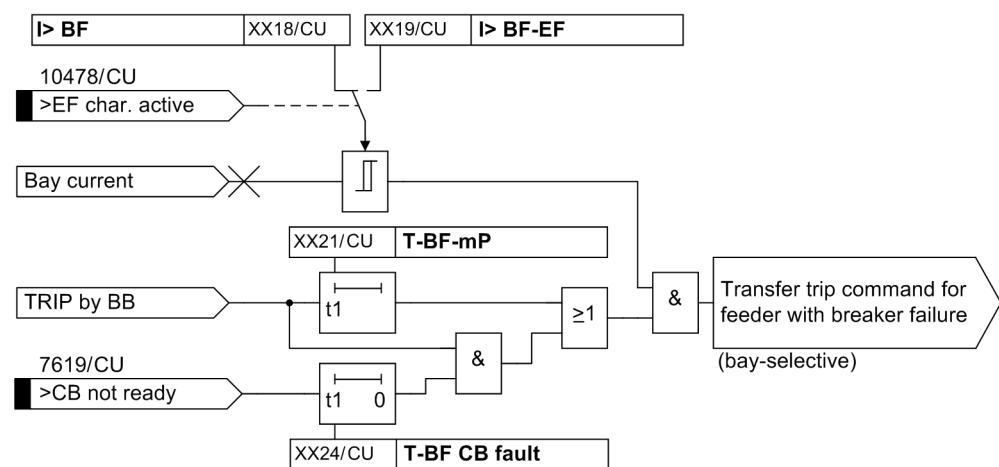 I> BF XX18/CU XX19/CU I> BF-EF
10478/CU
>EF char. active
Bay current
XX21/CU T-BF-mP
TRIP by BB
t1
≥1
&
Transfer trip command for
feeder with breaker failure
(bay-selective)
&
7619/CU
>CB not ready
t1 0
XX24/CU T-BF CB fault